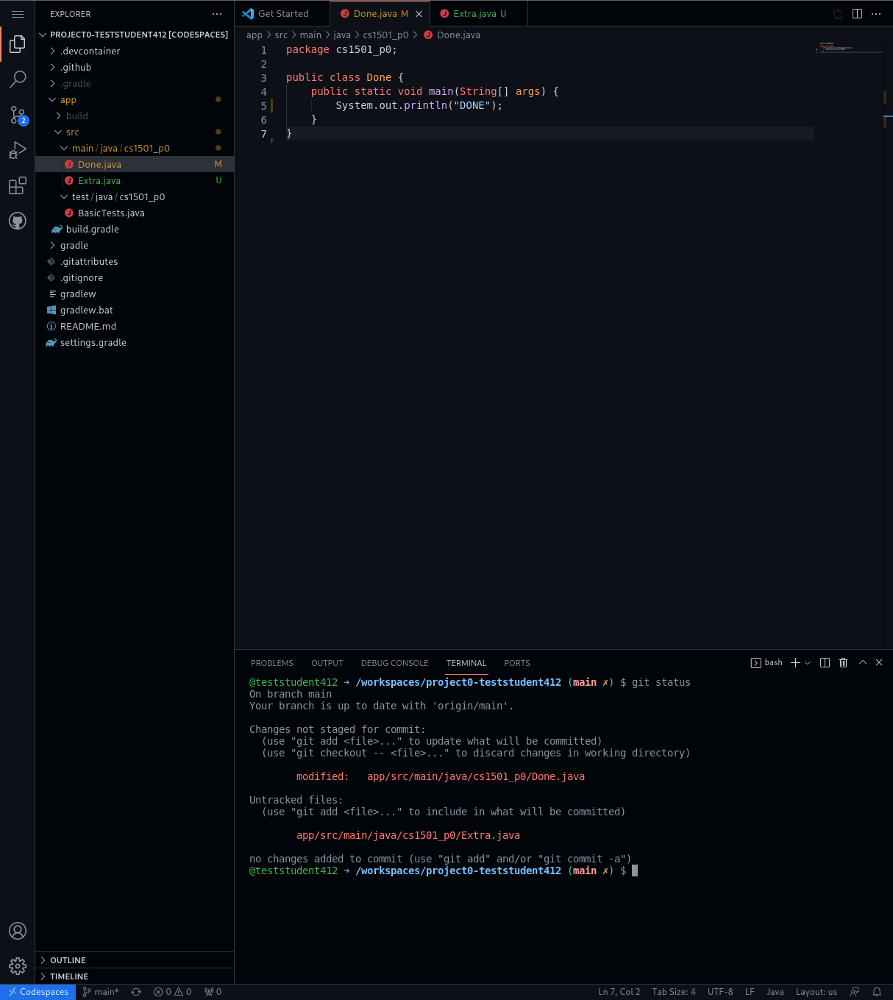 EXPLORER
PROJECT0-TESTSTUDENT412 [CODESPACES]
.devcontainer
.github
.gradle
app
build
src
main / java / cs1501_p0
Done.java M
Extra.java U
test / java / cs1501_p0
BasicTests.java
build.gradle
gradle
.gitattributes
.gitignore
gradlew
gradlew.bat
README.md
settings.gradle
OUTLINE
TIMELINE
2
Get Started
Done.java M
Extra.java U
app > src > main > java > cs1501_p0 > Done.java
1 package cs1501_p0;
2
3 public class Done {
4 public static void main(String[] args) {
5 System.out.println("DONE");
6 }
7 }
PROBLEMS OUTPUT DEBUG CONSOLE TERMINAL PORTS
bash
@teststudent412 ➜ /workspaces/project0-teststudent412 (main ✗) $ git status
On branch main
Your branch is up to date with 'origin/main'.
Changes not staged for commit:
(use "git add <file>..." to update what will be committed)
(use "git checkout -- <file>..." to discard changes in working directory)
modified: app/src/main/java/cs1501_p0/Done.java
Untracked files:
(use "git add <file>..." to include in what will be committed)
app/src/main/java/cs1501_p0/Extra.java
no changes added to commit (use "git add" and/or "git commit -a")
@teststudent412 ➜ /workspaces/project0-teststudent412 (main ✗) $
Codespaces main* 0 0 0 Ln 7, Col 2 Tab Size: 4 UTF-8 LF Java Layout: us